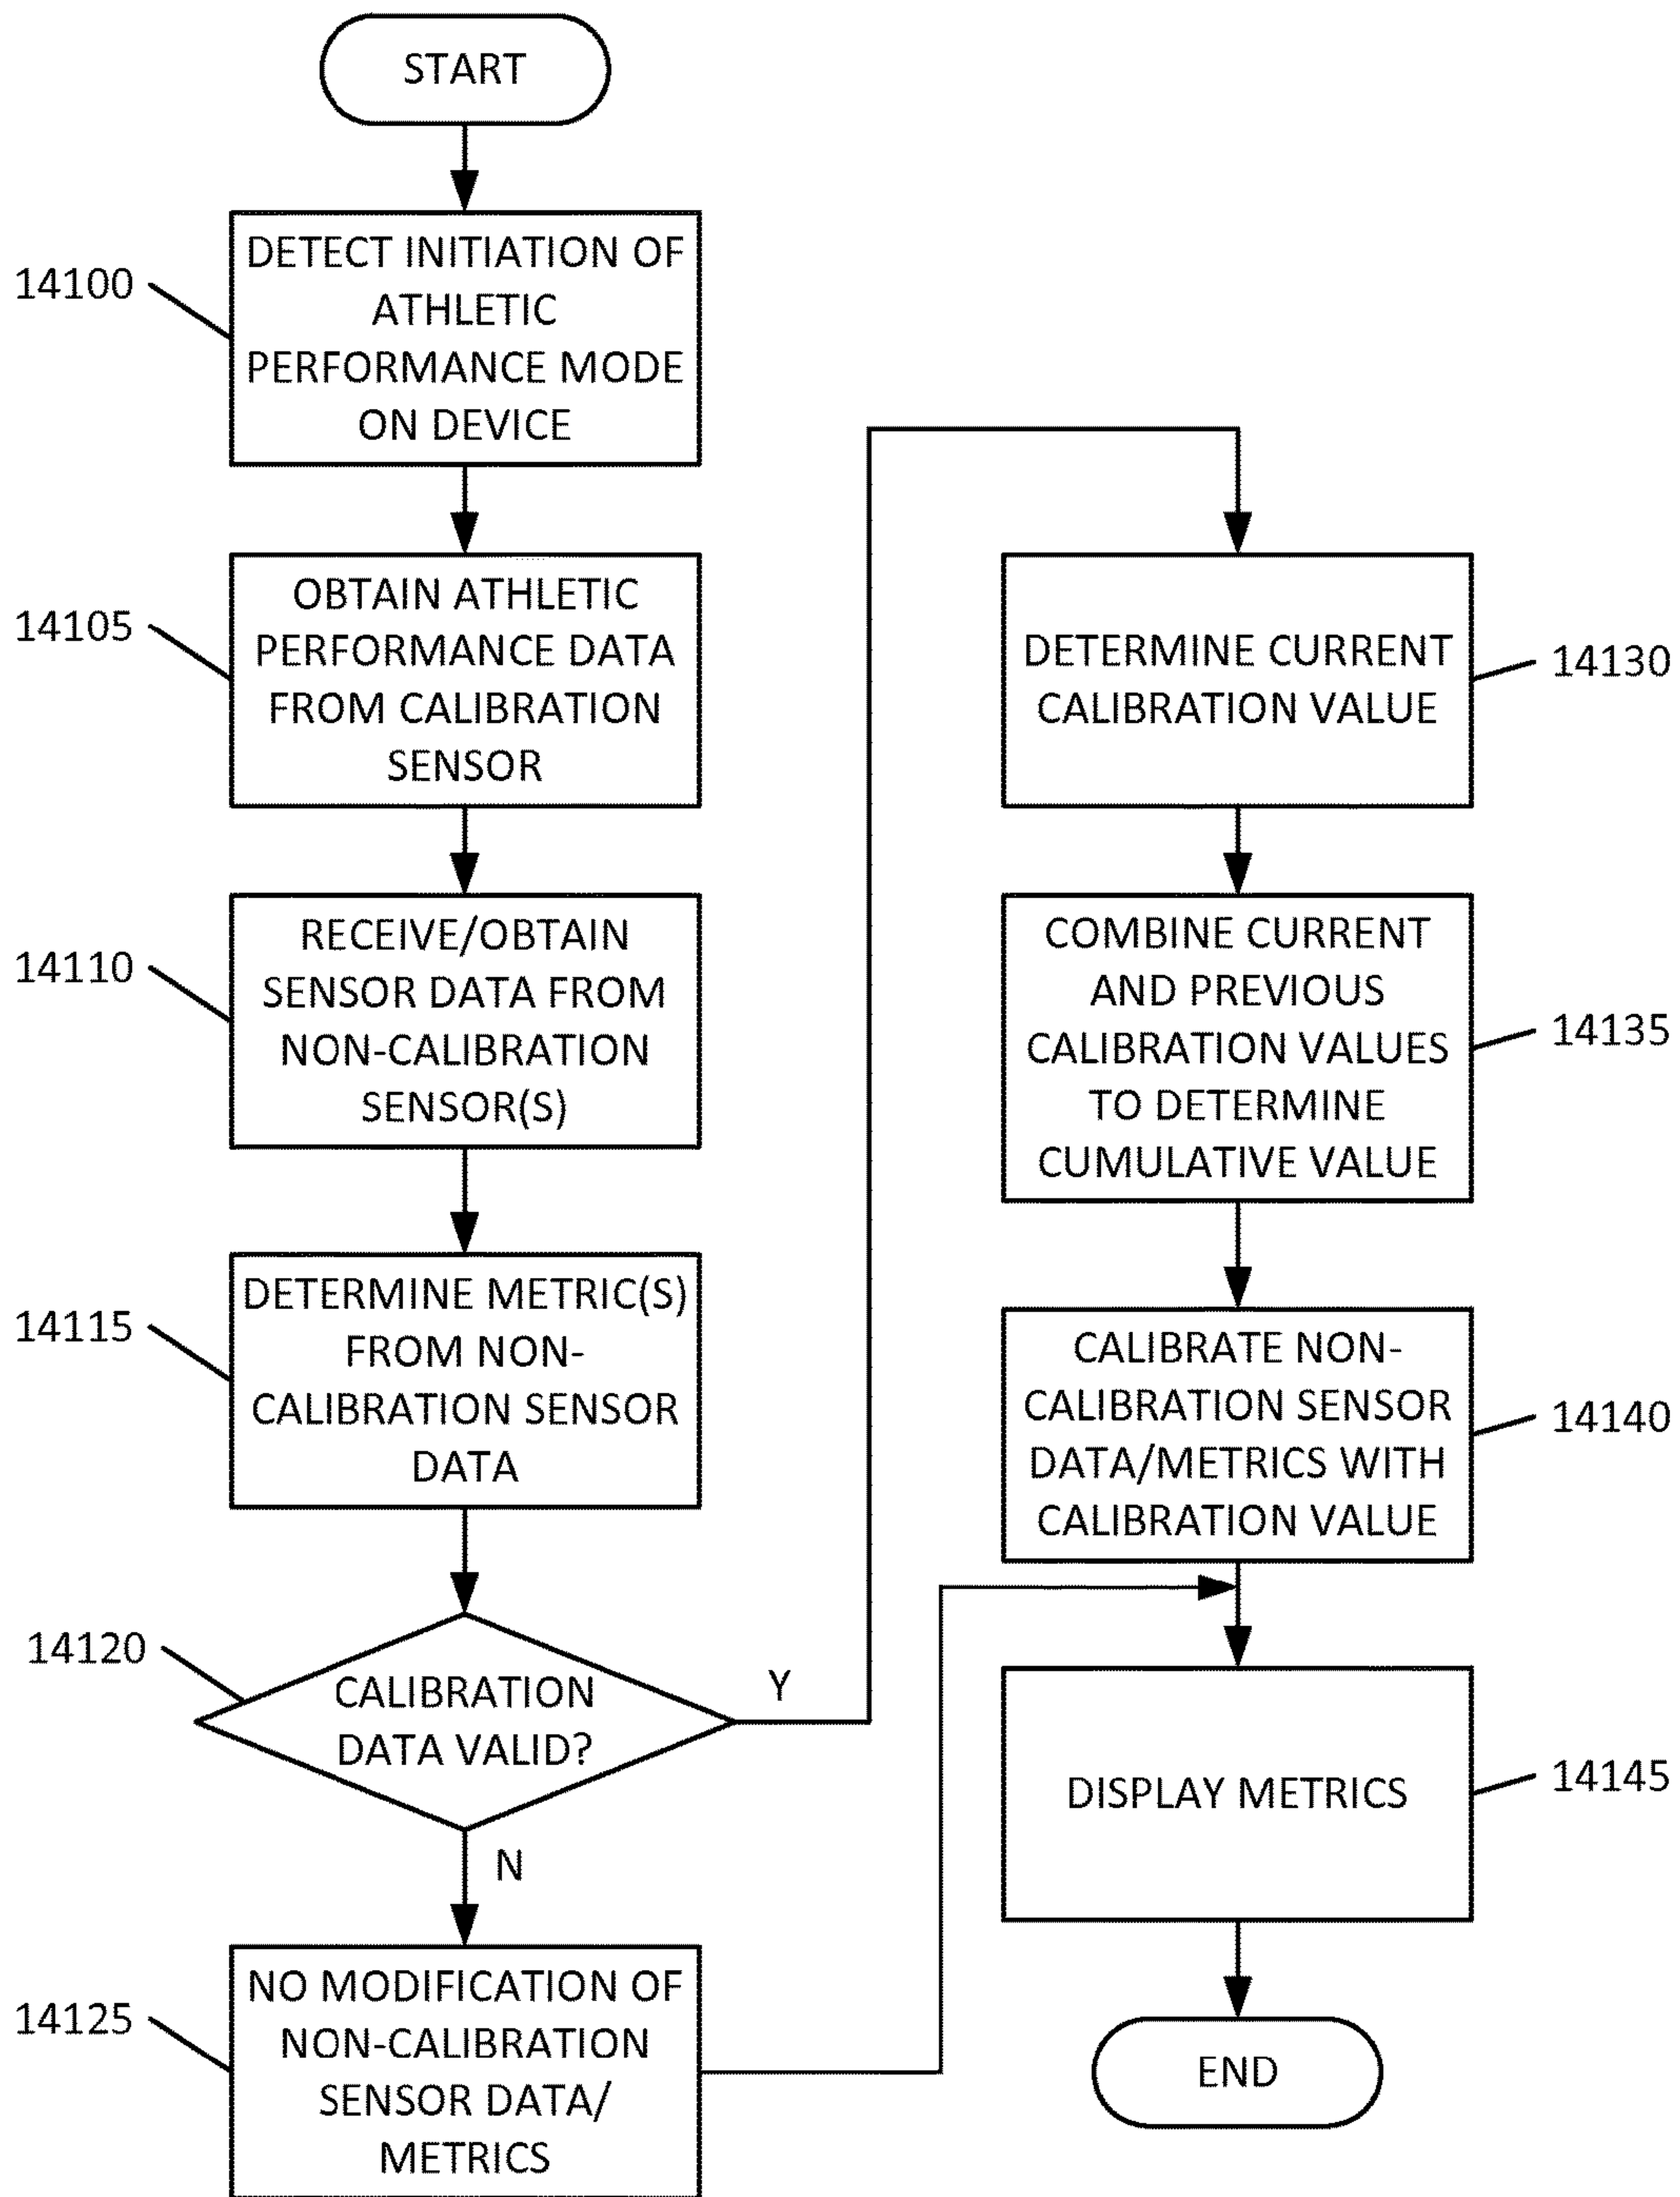 START
14100
DETECT INITIATION OF
ATHLETIC
PERFORMANCE MODE
ON DEVICE
14105
OBTAIN ATHLETIC
PERFORMANCE DATA
FROM CALIBRATION
SENSOR
14110
RECEIVE/OBTAIN
SENSOR DATA FROM
NON-CALIBRATION
SENSOR(S)
14115
DETERMINE METRIC(S)
FROM NON-
CALIBRATION SENSOR
DATA
14120
CALIBRATION
DATA VALID?
Y
N
14125
NO MODIFICATION OF
NON-CALIBRATION
SENSOR DATA/
METRICS
DETERMINE CURRENT
CALIBRATION VALUE
14130
COMBINE CURRENT
AND PREVIOUS
CALIBRATION VALUES
TO DETERMINE
CUMULATIVE VALUE
14135
CALIBRATE NON-
CALIBRATION SENSOR
DATA/METRICS WITH
CALIBRATION VALUE
14140
DISPLAY METRICS
14145
END